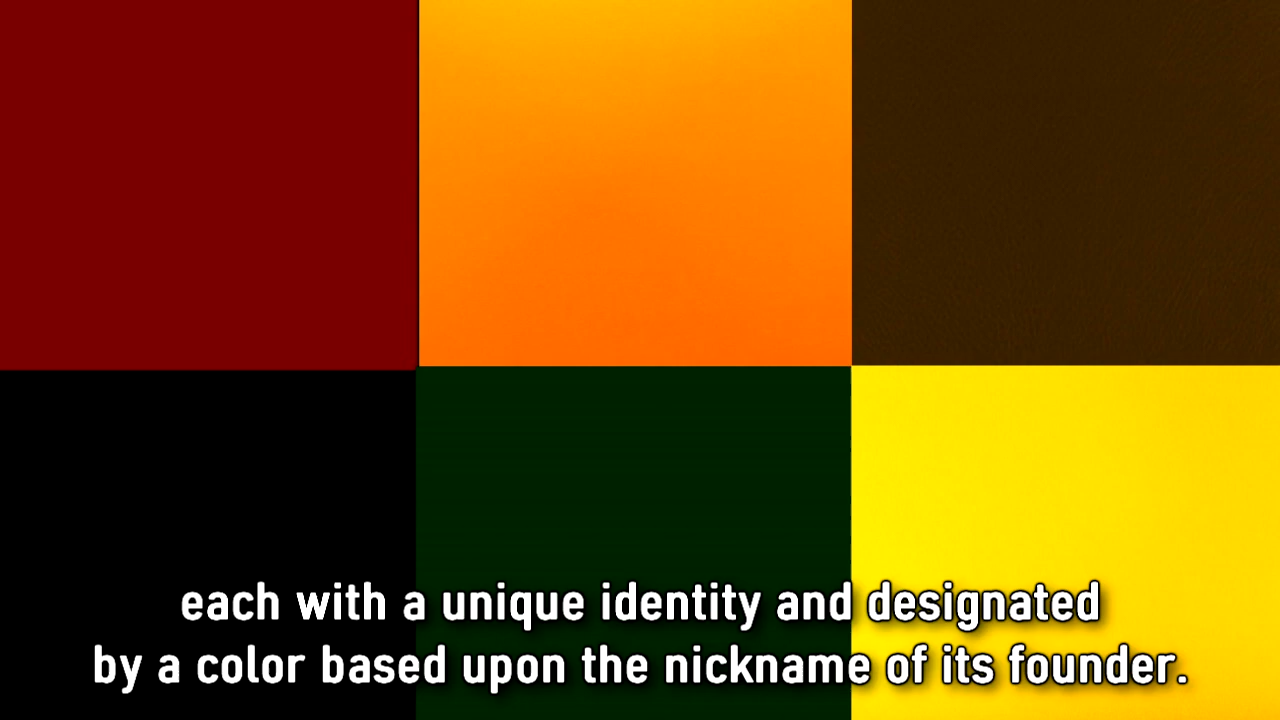 each with a unique identity and designated
by a color based upon the nickname of its founder.